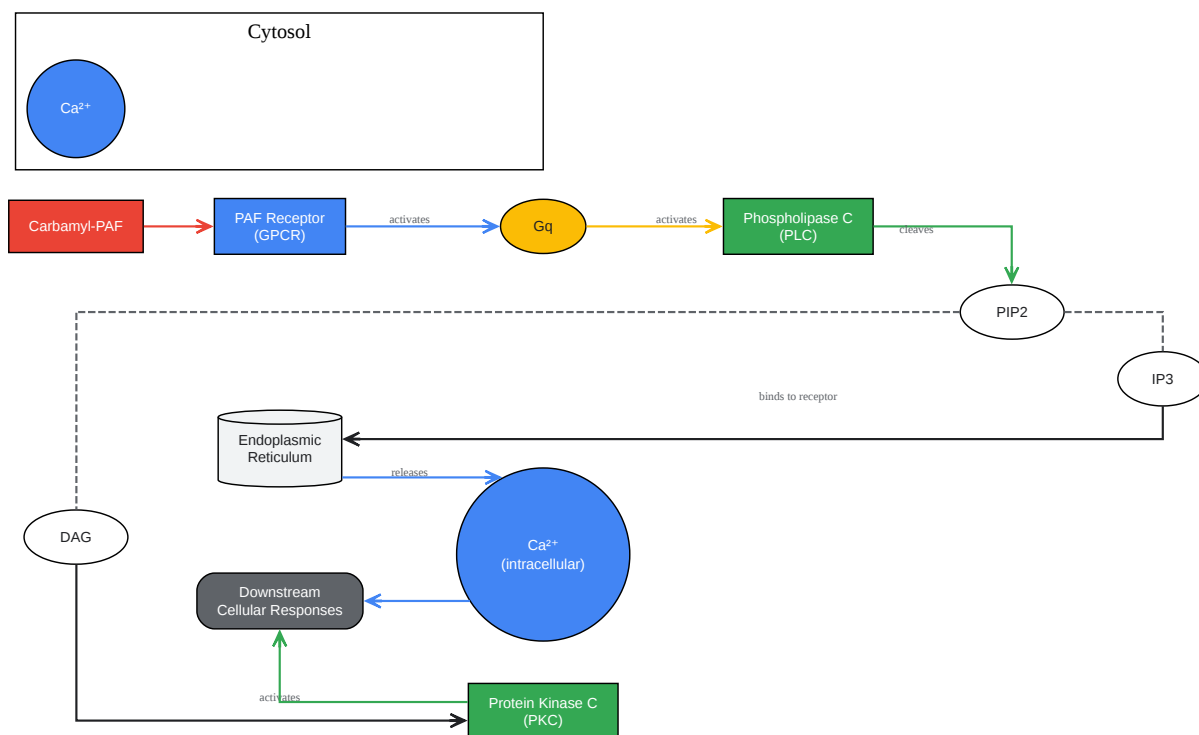 Cytosol
Ca²⁺
Carbamyl-PAF
PAF Receptor
(GPCR)
activates
Gq
activates
Phospholipase C
(PLC)
cleaves
PIP2
IP3
binds to receptor
Endoplasmic
Reticulum
releases
DAG
Ca²⁺
(intracellular)
Downstream
Cellular Responses
activates
Protein Kinase C
(PKC)